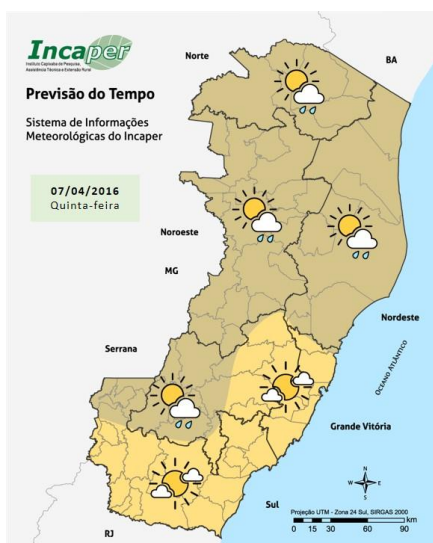 Incaper
Instituto Capixaba de Pesquisa,
Assistência Técnica e Extensão Rural
Previsão do Tempo
Sistema de Informações
Meteorológicas do Incaper
07/04/2016
Quinta-feira
Norte
BA
Noroeste
MG
Nordeste
Serrana
OCEANO ATLÂNTICO
Grande Vitória
Sul
RJ
N
W
E
S
Projeção UTM - Zona 24 Sul, SIRGAS 2000
km
0 15 30 60 90